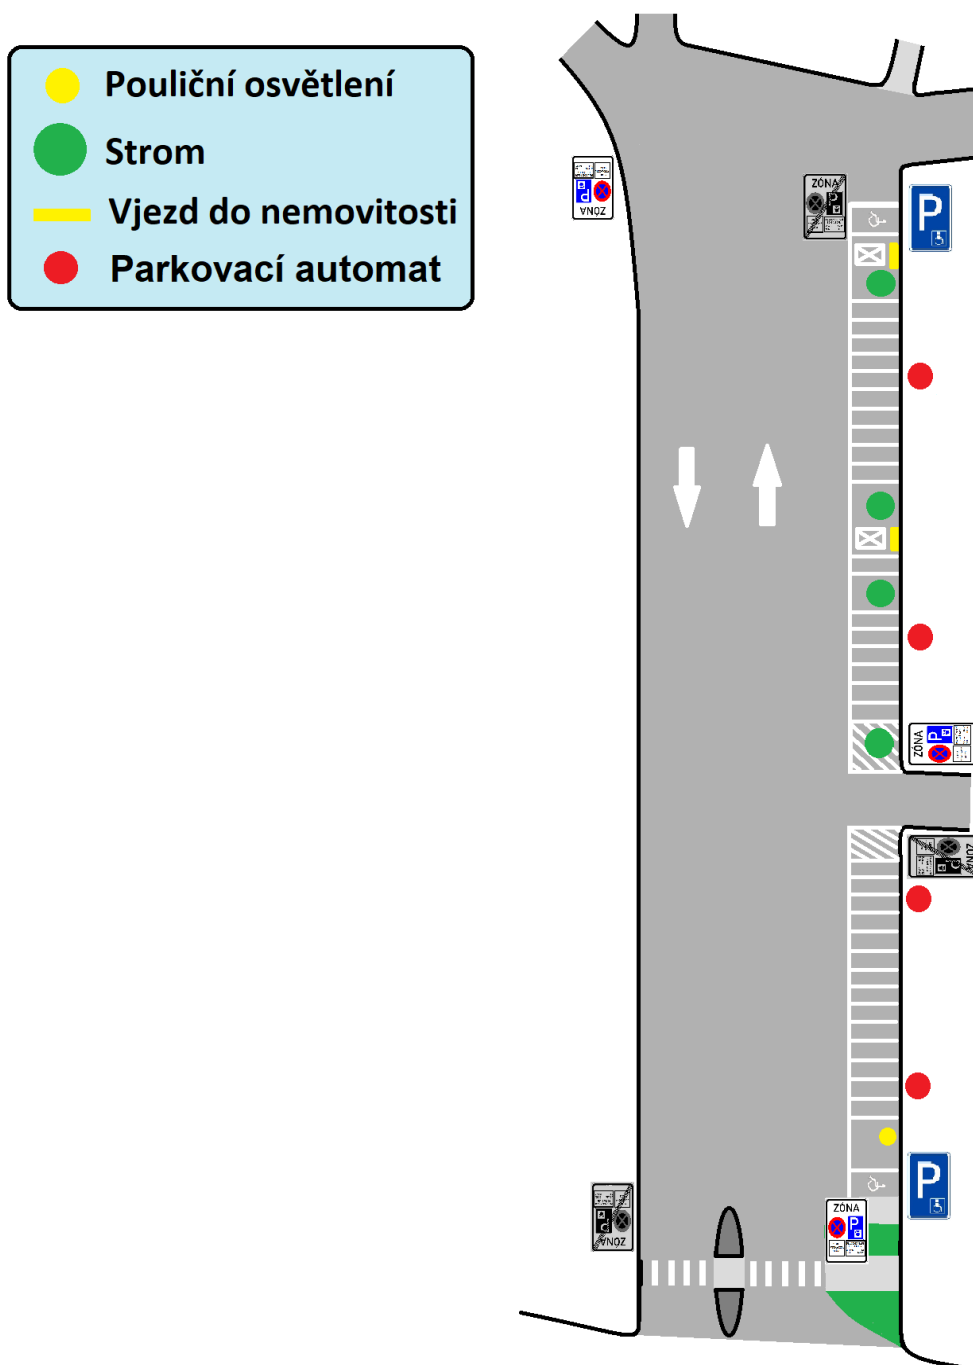 Pouliční osvětlení
Strom
Vjezd do nemovitosti
Parkovací automat
ZÓNA
P
ZÓNA
P
P
ZÓNA
P
ZÓNA
P
P
ZÓNA
P
ZÓNA
P